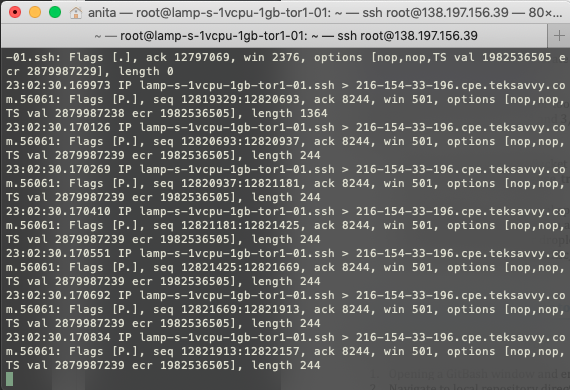 anita — root@lamp-s-1vcpu-1gb-tor1-01: ~ — ssh root@138.197.156.39 — 80×...
~ — root@lamp-s-1vcpu-1gb-tor1-01: ~ — ssh root@138.197.156.39
+
-01.ssh: Flags [.], ack 12797069, win 2376, options [nop,nop,TS val 1982536505 e
cr 2879987229], length 0
23:02:30.169973 IP lamp-s-1vcpu-1gb-tor1-01.ssh > 216-154-33-196.cpe.teksavvy.co
m.56061: Flags [P.], seq 12819329:12820693, ack 8244, win 501, options [nop,nop,
TS val 2879987238 ecr 1982536505], length 1364
23:02:30.170126 IP lamp-s-1vcpu-1gb-tor1-01.ssh > 216-154-33-196.cpe.teksavvy.co
m.56061: Flags [P.], seq 12820693:12820937, ack 8244, win 501, options [nop,nop,
TS val 2879987239 ecr 1982536505], length 244
23:02:30.170269 IP lamp-s-1vcpu-1gb-tor1-01.ssh > 216-154-33-196.cpe.teksavvy.co
m.56061: Flags [P.], seq 12820937:12821181, ack 8244, win 501, options [nop,nop,
TS val 2879987239 ecr 1982536505], length 244
23:02:30.170410 IP lamp-s-1vcpu-1gb-tor1-01.ssh > 216-154-33-196.cpe.teksavvy.co
m.56061: Flags [P.], seq 12821181:12821425, ack 8244, win 501, options [nop,nop,
TS val 2879987239 ecr 1982536505], length 244
23:02:30.170551 IP lamp-s-1vcpu-1gb-tor1-01.ssh > 216-154-33-196.cpe.teksavvy.co
m.56061: Flags [P.], seq 12821425:12821669, ack 8244, win 501, options [nop,nop,
TS val 2879987239 ecr 1982536505], length 244
23:02:30.170692 IP lamp-s-1vcpu-1gb-tor1-01.ssh > 216-154-33-196.cpe.teksavvy.co
m.56061: Flags [P.], seq 12821669:12821913, ack 8244, win 501, options [nop,nop,
TS val 2879987239 ecr 1982536505], length 244
23:02:30.170834 IP lamp-s-1vcpu-1gb-tor1-01.ssh > 216-154-33-196.cpe.teksavvy.co
m.56061: Flags [P.], seq 12821913:12822157, ack 8244, win 501, options [nop,nop,
TS val 2879987239 ecr 1982536505], length 244